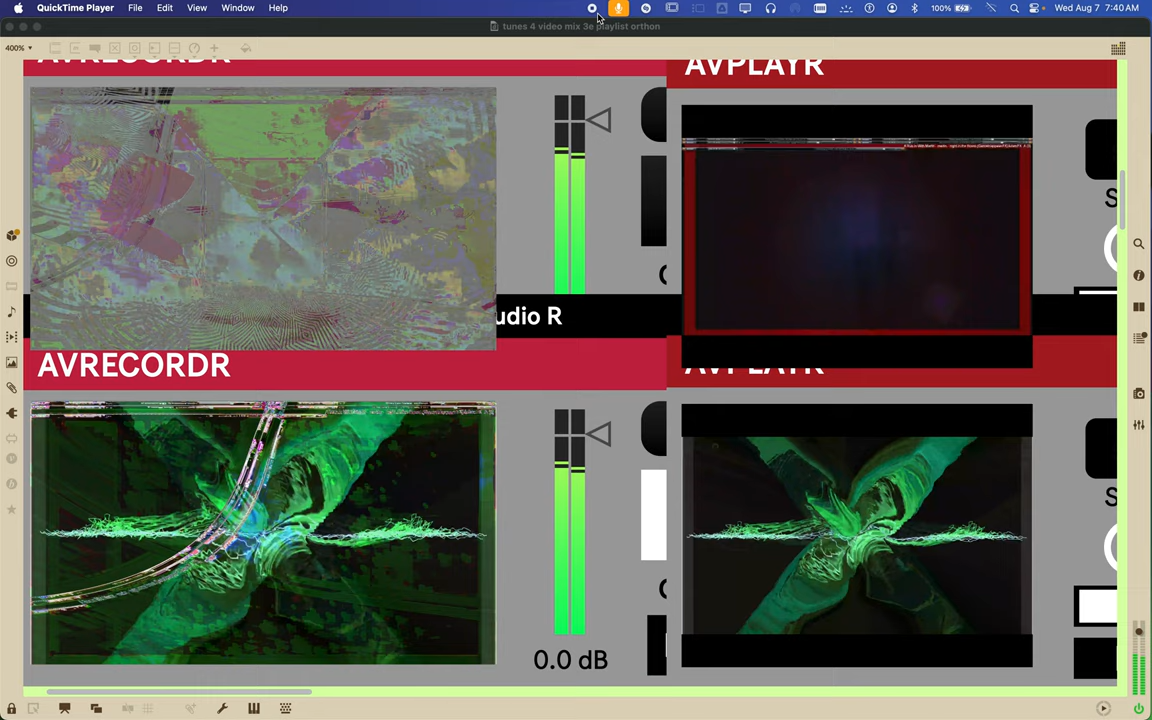 QuickTime Player File Edit View Window Help 100% Wed Aug 7 7:40 AM
tunes 4 video mix 3e playlist orthon
400%
AVRECORDR AVPLAYR
S
udio R
AVRECORDR AVPLAYR
S
0.0 dB